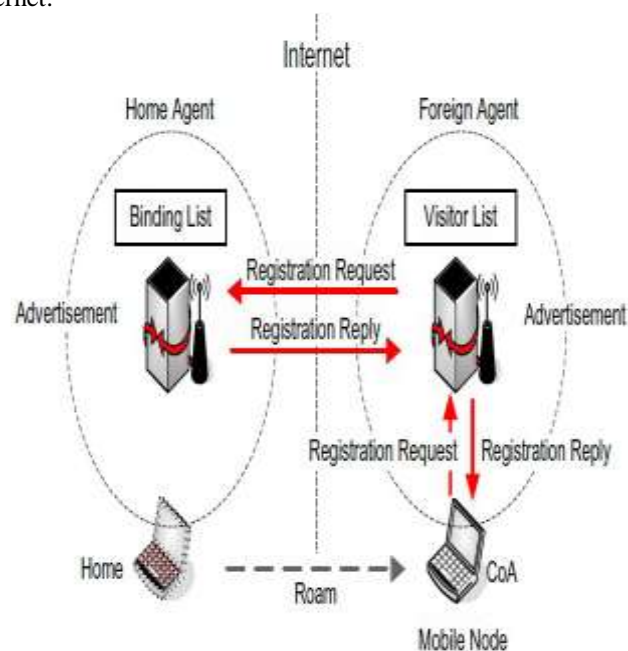 ernet.
Internet
Home Agent
Foreign Agent
Binding List
Visitor List
Registration Request
Advertisement
Registration Reply
Advertisement
Registration Request
Registration Reply
Home
CoA
Roam
Mobile Node